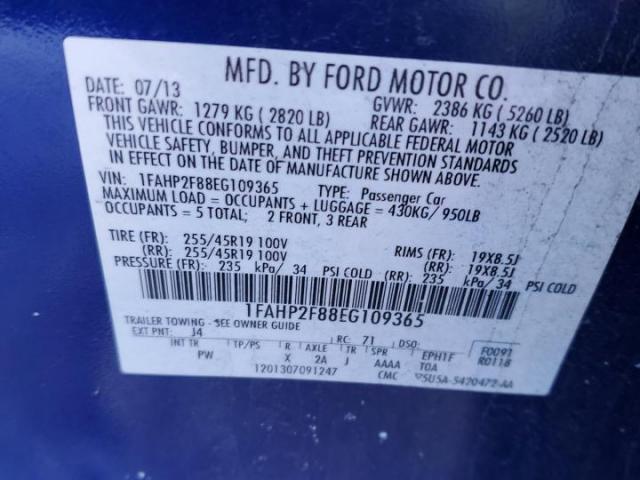 MFD. BY FORD MOTOR CO.
DATE: 07/13 GVWR: 2386 KG ( 5260 LB)
FRONT GAWR: 1279 KG ( 2820 LB) REAR GAWR: 1143 KG ( 2520 LB)
THIS VEHICLE CONFORMS TO ALL APPLICABLE FEDERAL MOTOR
VEHICLE SAFETY, BUMPER, AND THEFT PREVENTION STANDARDS
IN EFFECT ON THE DATE OF MANUFACTURE SHOWN ABOVE.
VIN: 1FAHP2F88EG109365 TYPE: Passenger Car
MAXIMUM LOAD = OCCUPANTS + LUGGAGE = 430KG/ 950LB
OCCUPANTS = 5 TOTAL; 2 FRONT, 3 REAR
TIRE (FR): 255/45R19 100V RIMS (FR): 19X8.5J
(RR): 255/45R19 100V (RR): 19X8.5J
PRESSURE (FR): 235 kPa/ 34 PSI COLD (RR): 235 kPa/ 34 PSI COLD
1FAHP2F88EG109365
TRAILER TOWING - SEE OWNER GUIDE
EXT PNT: J4 RC: 71 DSO: F0091
INT TR TP/PS R AXLE TR SPR EPH1F R0118
PW X 2A J AAAA T0A
1201307091247 CMC 5U5A-5420472-AA